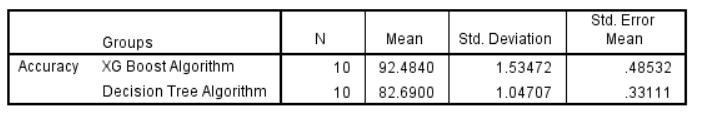 Groups N Mean Std. Deviation Std. Error Mean
Accuracy XG Boost Algorithm 10 92.4840 1.53472 .48532
Decision Tree Algorithm 10 82.6900 1.04707 .33111